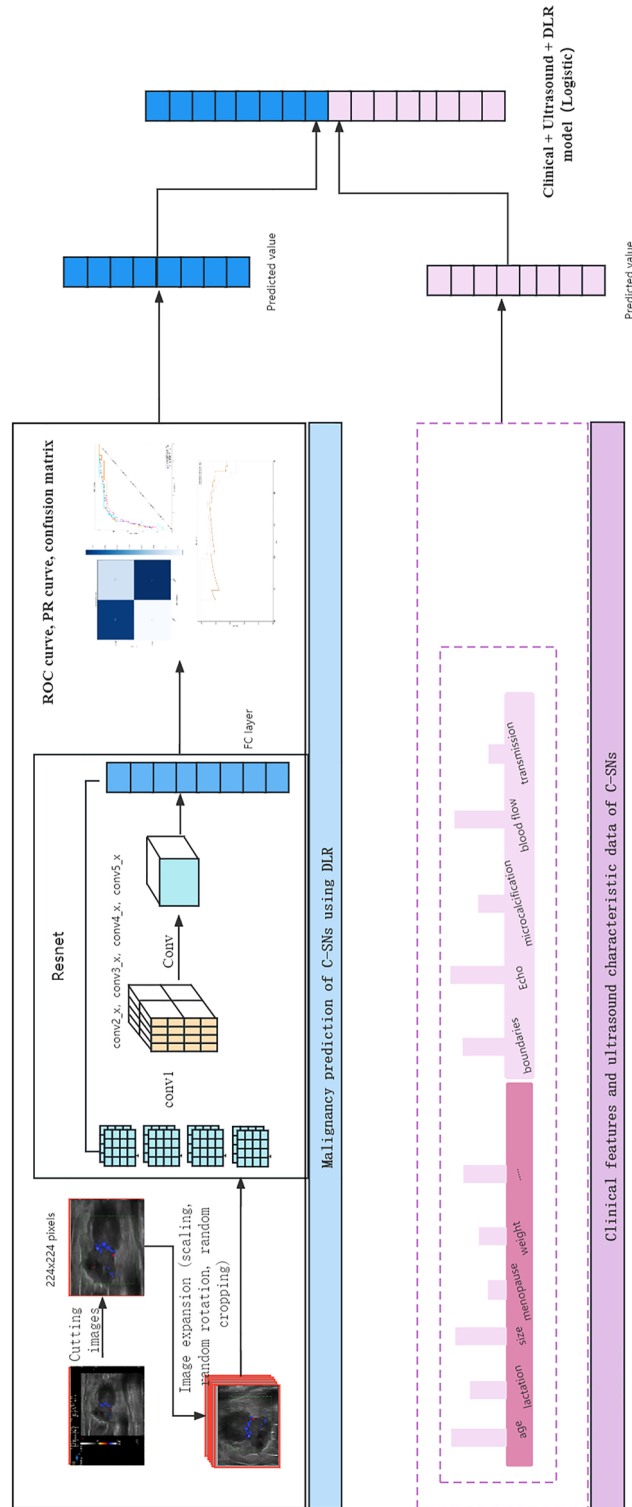 Cutting
images
224x224 pixels
Image expansion (scaling,
random rotation, random
cropping)
Resnet
conv1
conv2_x, conv3_x, conv4_x, conv5_x
Conv
FC layer
ROC curve, PR curve, confusion matrix
Malignancy prediction of C-SNs using DLR
Predicted value
age
lactation
size
menopause
weight
......
boundaries
Echo
microcalcification
blood flow
transmission
Clinical features and ultrasound characteristic data of C-SNs
Predicted value
Clinical + Ultrasound + DLR
model (Logistic)